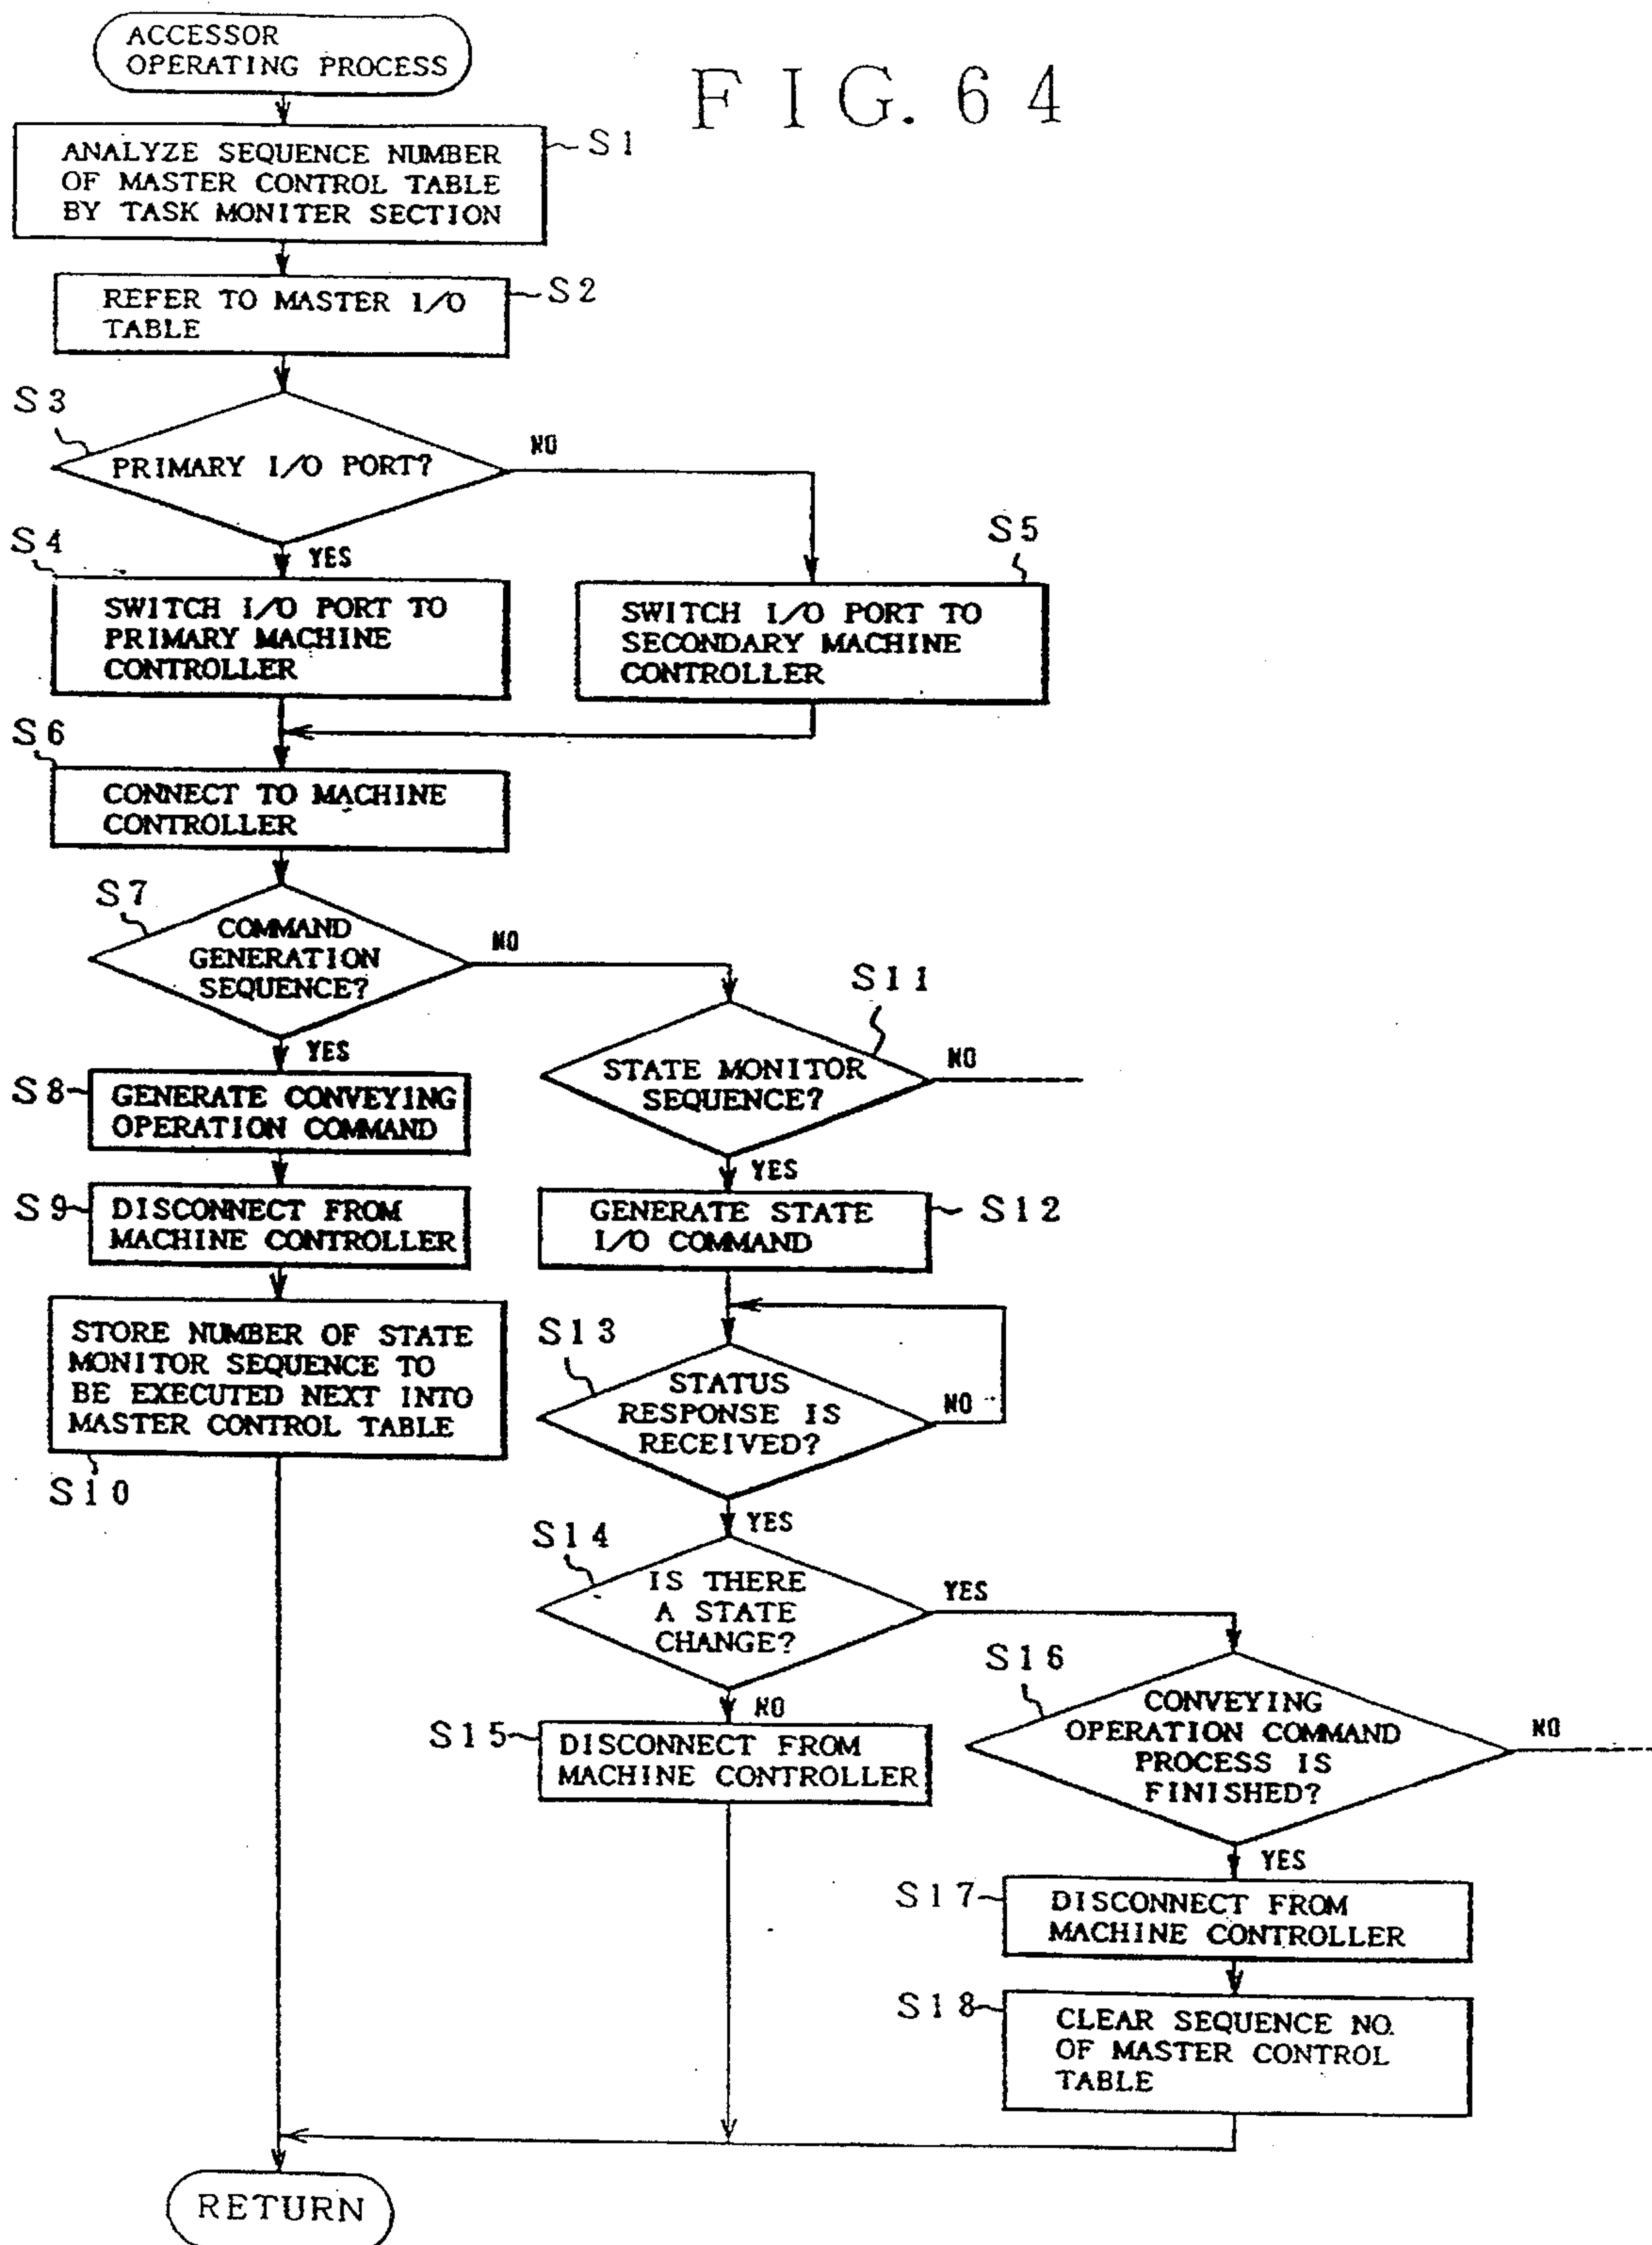 ACCESSOR
OPERATING PROCESS
FIG. 64
ANALYZE SEQUENCE NUMBER
OF MASTER CONTROL TABLE
BY TASK MONITER SECTION
S1
REFER TO MASTER I/O
TABLE
S2
S3
PRIMARY I/O PORT?
NO
YES
S4
SWITCH I/O PORT TO
PRIMARY MACHINE
CONTROLLER
S5
SWITCH I/O PORT TO
SECONDARY MACHINE
CONTROLLER
S6
CONNECT TO MACHINE
CONTROLLER
S7
COMMAND
GENERATION
SEQUENCE?
NO
YES
S8
GENERATE CONVEYING
OPERATION COMMAND
S9
DISCONNECT FROM
MACHINE CONTROLLER
STORE NUMBER OF STATE
MONITOR SEQUENCE TO
BE EXECUTED NEXT INTO
MASTER CONTROL TABLE
S10
S11
STATE MONITOR
SEQUENCE?
NO
YES
GENERATE STATE
I/O COMMAND
S12
S13
STATUS
RESPONSE IS
RECEIVED?
NO
YES
S14
IS THERE
A STATE
CHANGE?
YES
NO
S15
DISCONNECT FROM
MACHINE CONTROLLER
S16
CONVEYING
OPERATION COMMAND
PROCESS IS
FINISHED?
NO
YES
S17
DISCONNECT FROM
MACHINE CONTROLLER
S18
CLEAR SEQUENCE NO.
OF MASTER CONTROL
TABLE
RETURN